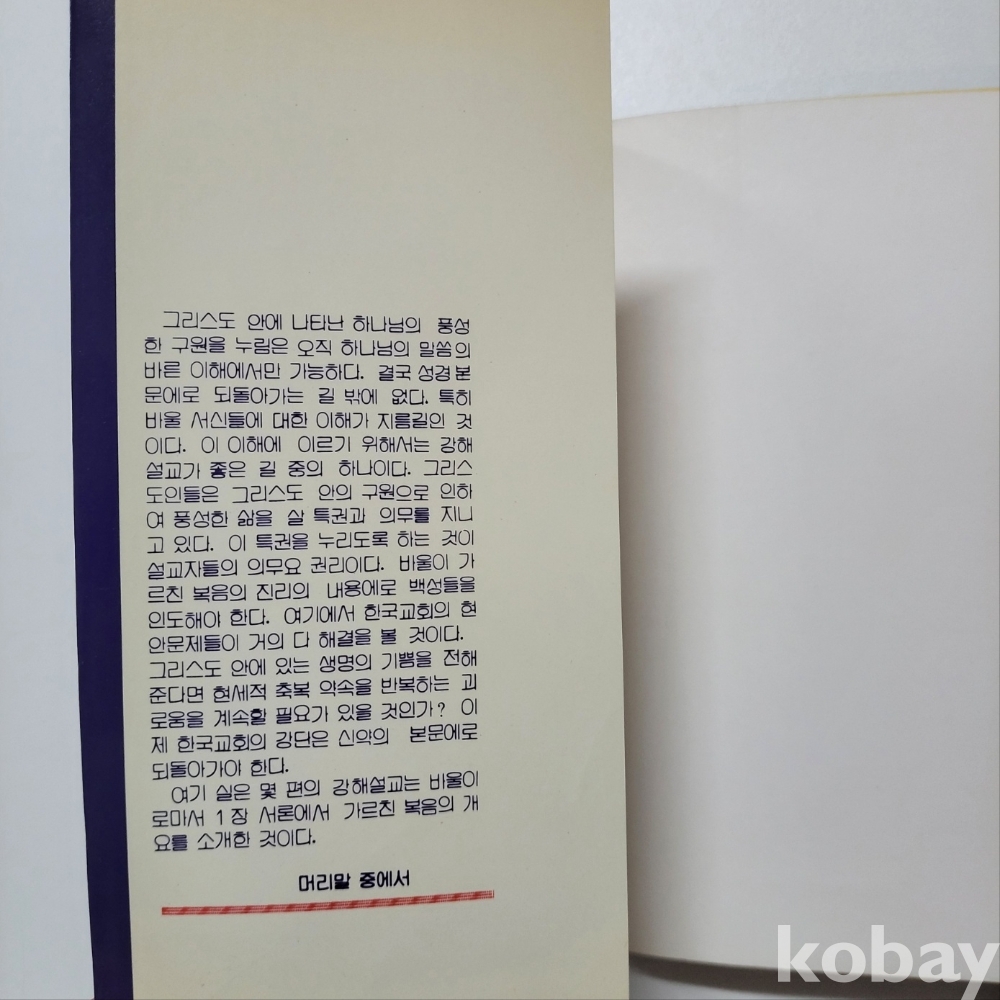 그리스도 안에 나타난 하나님의 풍성
한 구원을 누림은 오직 하나님의 말씀의
바른 이해에서만 가능하다. 결국 성경본
문에로 되돌아가는 길 밖에 없다. 특히
바울 서신들에 대한 이해가 지름길인 것
이다. 이 이해에 이르기 위해서는 강해
설교가 좋은 길 중의 하나이다. 그리스
도인들은 그리스도 안의 구원으로 인하
여 풍성한 삶을 살 특권과 의무를 지니
고 있다. 이 특권을 누리도록 하는 것이
설교자들의 의무요 권리이다. 바울이 가
르친 복음의 진리의 내용에로 백성들을
인도해야 한다. 여기에서 한국교회의 현
안문제들이 거의 다 해결을 볼 것이다.
그리스도 안에 있는 생명의 기쁨을 전해
준다면 현세적 축복 약속을 반복하는 괴
로움을 계속할 필요가 있을 것인가? 이
제 한국교회의 강단은 신약의 본문에로
되돌아가야 한다.
여기 실은 몇 편의 강해설교는 바울이
로마서 1장 서론에서 가르친 복음의 개
요를 소개한 것이다.
머리말 중에서
kobay